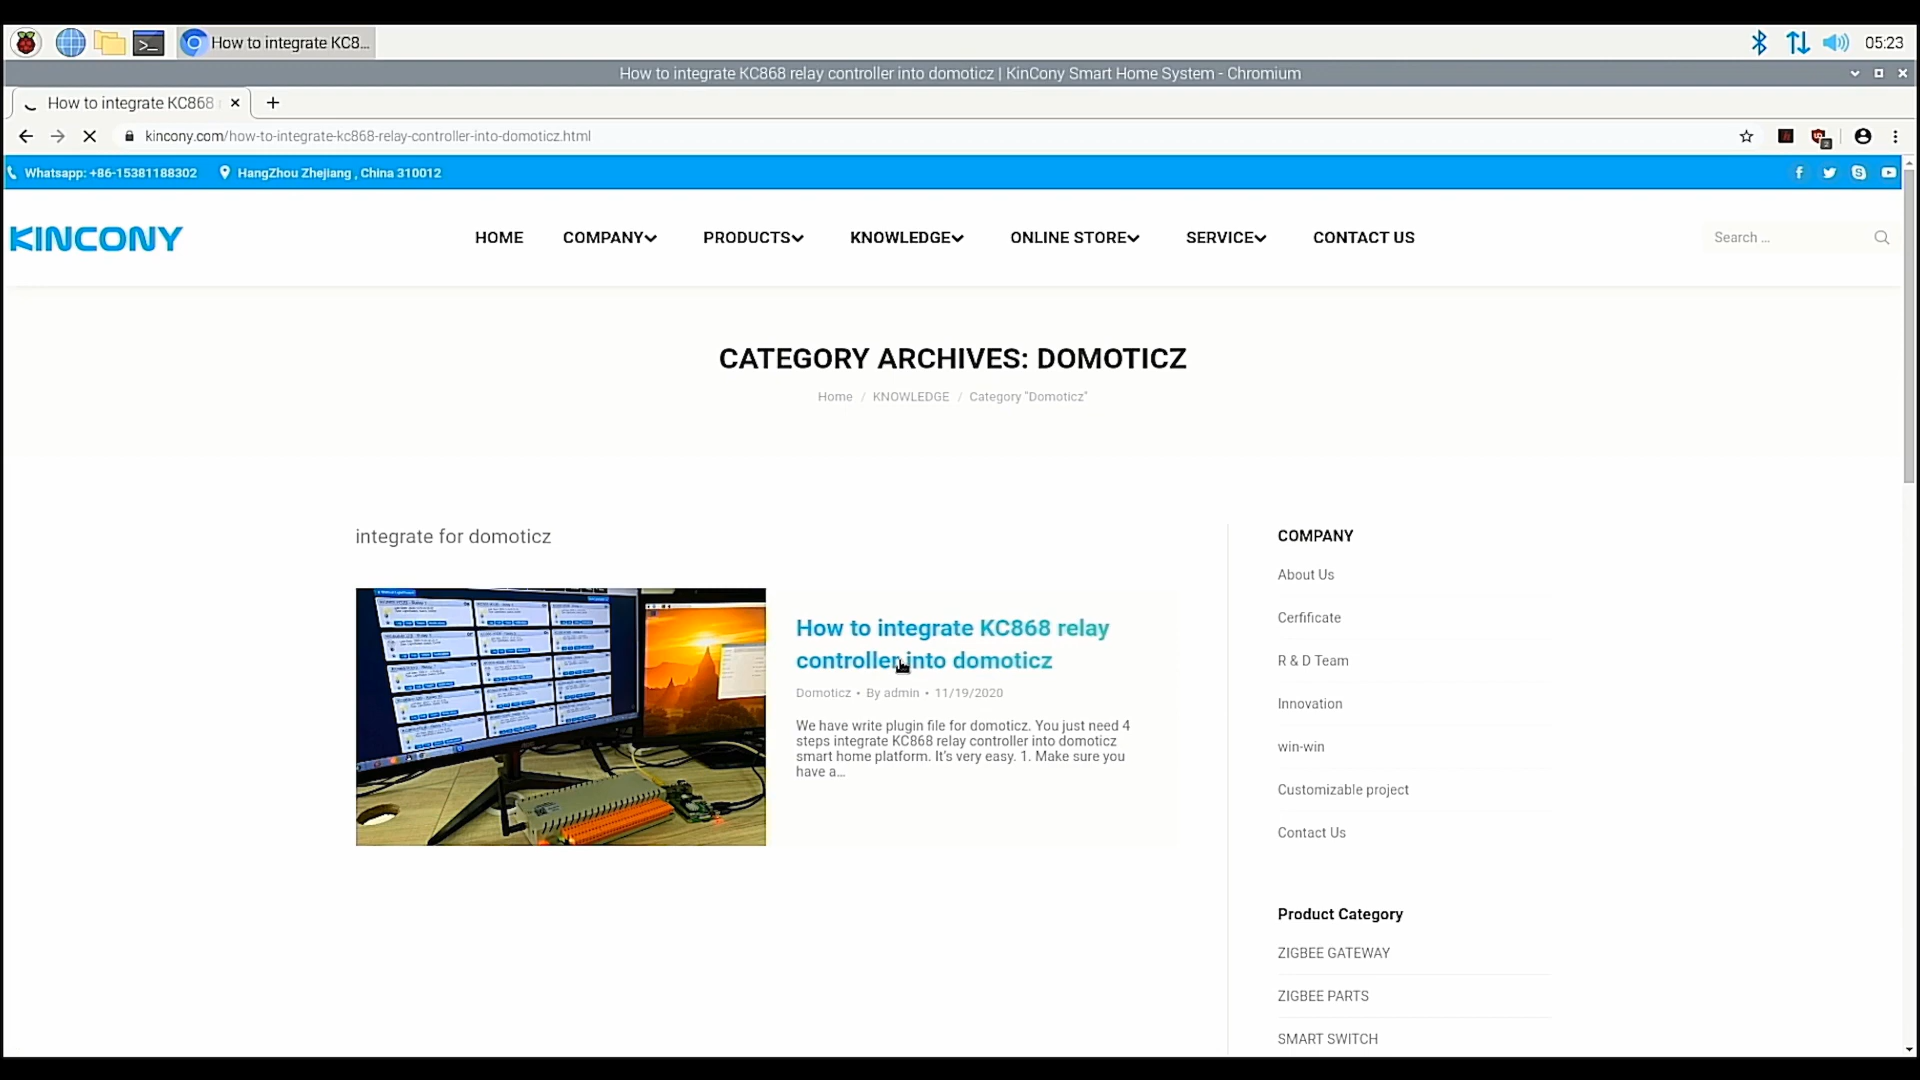 How to integrate KC8...
05:23
How to integrate KC868 relay controller into domoticz | KinCony Smart Home System - Chromium
How to integrate KC868
kincony.com/how-to-integrate-kc868-relay-controller-into-domoticz.html
Whatsapp: +86-15381188302
HangZhou Zhejiang , China 310012
KINCONY
HOME
COMPANY
PRODUCTS
KNOWLEDGE
ONLINE STORE
SERVICE
CONTACT US
Search ...
CATEGORY ARCHIVES: DOMOTICZ
Home / KNOWLEDGE / Category "Domoticz"
integrate for domoticz
How to integrate KC868 relay
controller into domoticz
Domoticz • By admin • 11/19/2020
We have write plugin file for domoticz. You just need 4
steps integrate KC868 relay controller into domoticz
smart home platform. It's very easy. 1. Make sure you
have a...
COMPANY
About Us
Cerfificate
R & D Team
Innovation
win-win
Customizable project
Contact Us
Product Category
ZIGBEE GATEWAY
ZIGBEE PARTS
SMART SWITCH